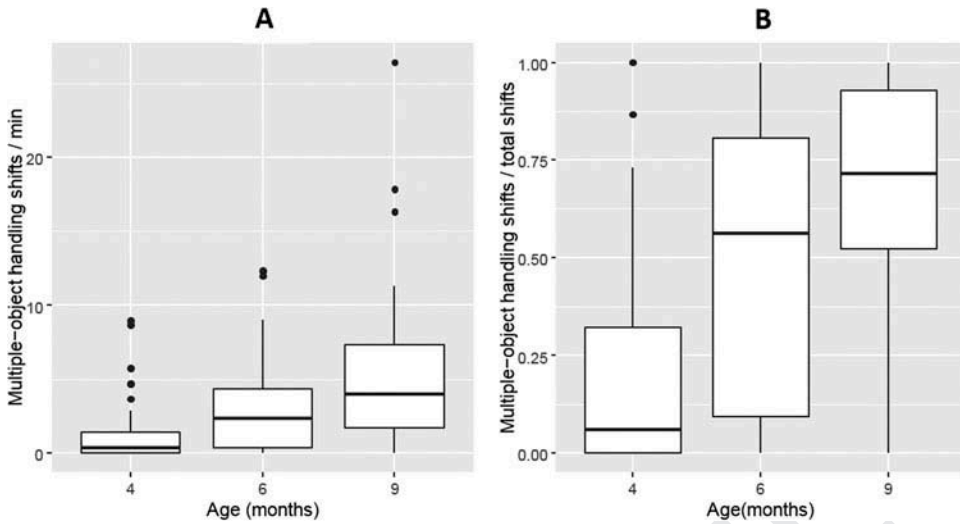 A
Multiple-object handling shifts / min
20
10
0
4
6
9
Age (months)
B
Multiple-object handling shifts / total shifts
1.00
0.75
0.50
0.25
0.00
4
6
9
Age(months)